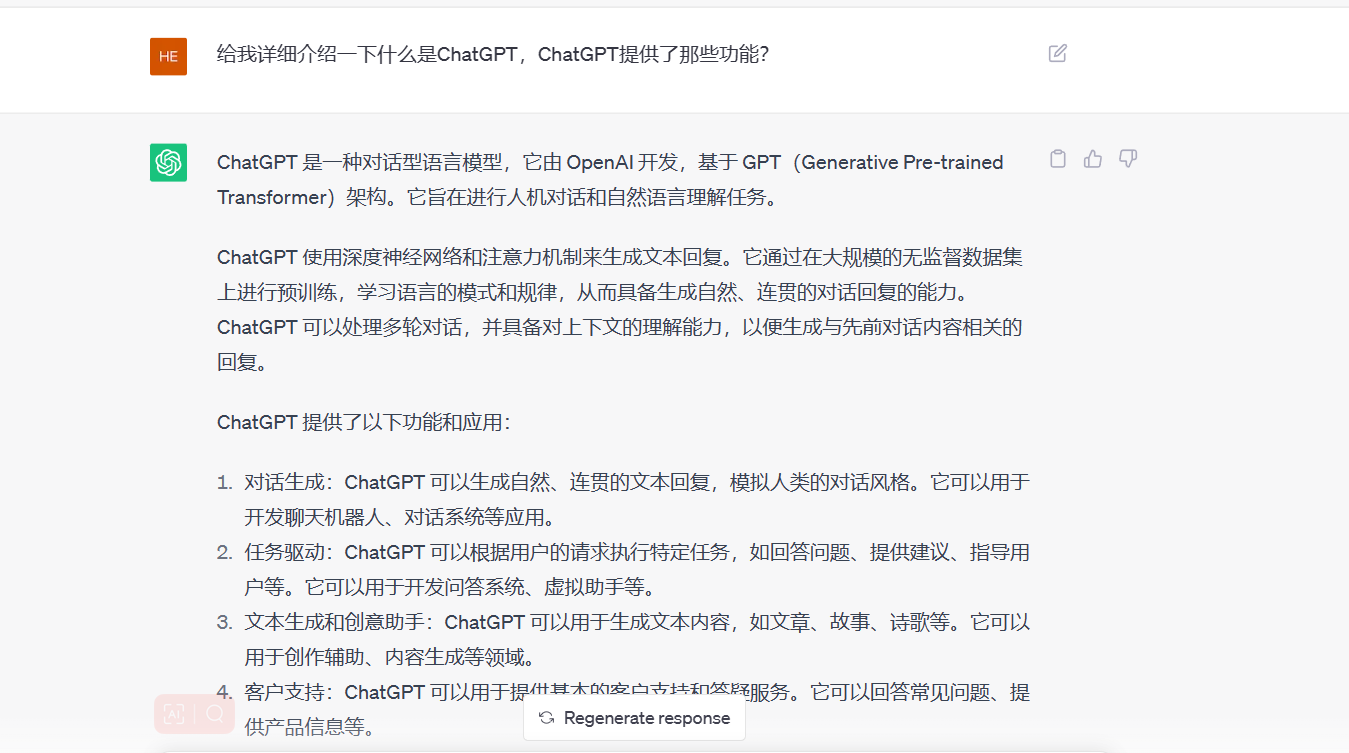 HE
给我详细介绍一下什么是ChatGPT，ChatGPT提供了那些功能？
ChatGPT 是一种对话型语言模型，它由 OpenAI 开发，基于 GPT（Generative Pre-trained
Transformer）架构。它旨在进行人机对话和自然语言理解任务。
ChatGPT 使用深度神经网络和注意力机制来生成文本回复。它通过在大规模的无监督数据集
上进行预训练，学习语言的模式和规律，从而具备生成自然、连贯的对话回复的能力。
ChatGPT 可以处理多轮对话，并具备对上下文的理解能力，以便生成与先前对话内容相关的
回复。
ChatGPT 提供了以下功能和应用：
1. 对话生成：ChatGPT 可以生成自然、连贯的文本回复，模拟人类的对话风格。它可以用于
开发聊天机器人、对话系统等应用。
2. 任务驱动：ChatGPT 可以根据用户的请求执行特定任务，如回答问题、提供建议、指导用
户等。它可以用于开发问答系统、虚拟助手等。
3. 文本生成和创意助手：ChatGPT 可以用于生成文本内容，如文章、故事、诗歌等。它可以
用于创作辅助、内容生成等领域。
4. 客户支持：ChatGPT 可以用于提供基本的客户支持和答疑服务。它可以回答常见问题、提
供产品信息等。
AI
Regenerate response